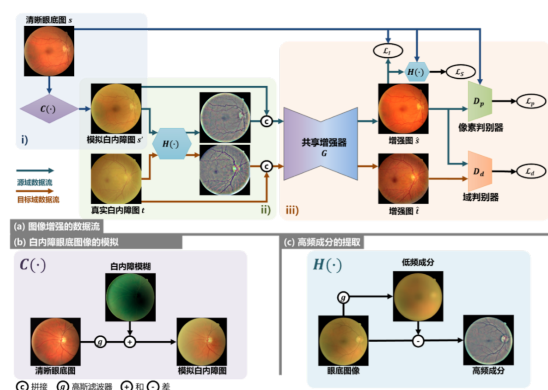 清晰眼底图 s
C(·)
i)
模拟白内障图 s'
真实白内障图 t
H(·)
ii)
c
c
共享增强器
G
iii)
ℒ_i
H(·)
ℒ_S
增强图 ŝ
增强图 t̂
D_p
像素判别器
ℒ_p
D_d
域判别器
ℒ_d
源域数据流
目标域数据流
(a) 图像增强的数据流
(b) 白内障眼底图像的模拟
C(·)
白内障模糊
清晰眼底图
g
+
模拟白内障图
(c) 高频成分的提取
H(·)
低频成分
g
-
眼底图像
高频成分
c 拼接 g 高斯滤波器 + 和 - 差